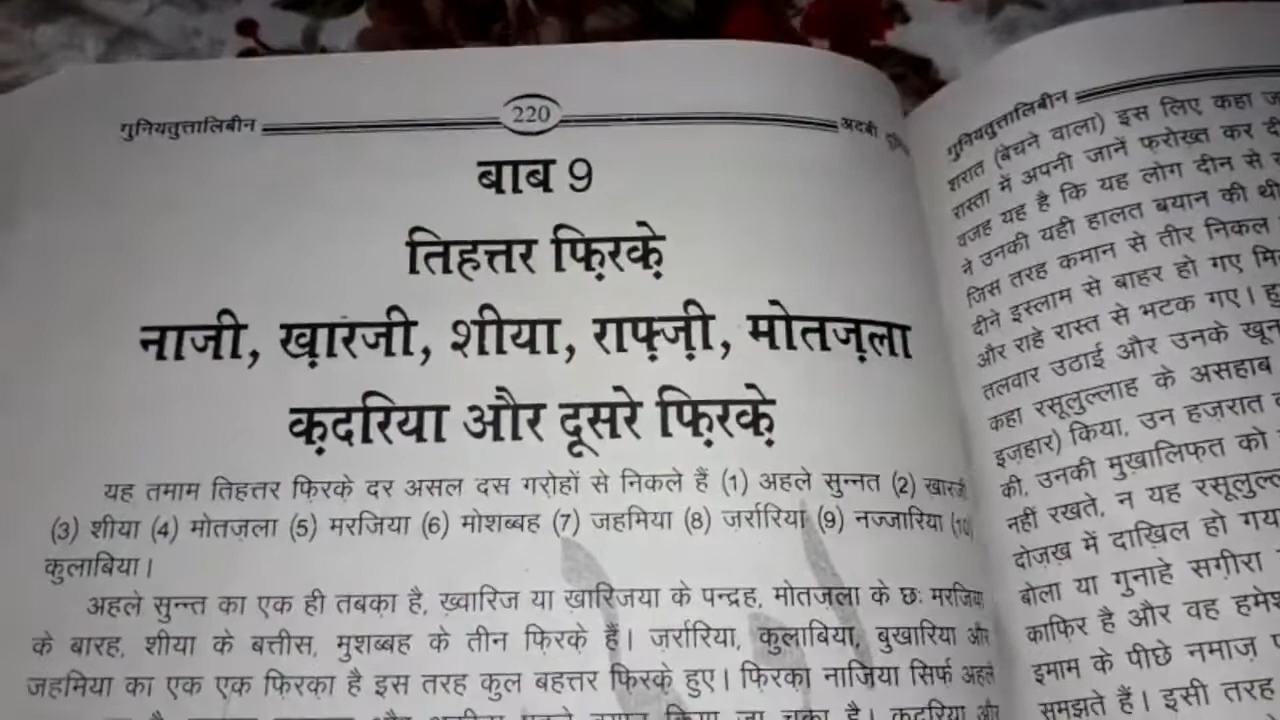 गुनियतुत्तालिबीन
220
अदबी
बाब 9
तिहत्तर फ़िरक़े
नाजी, ख़ारजी, शीया, राफ़्ज़ी, मोतज़ला
क़दरिया और दूसरे फ़िरक़े
यह तमाम तिहत्तर फ़िरक़े दर असल दस गरोहों से निकले हैं (1) अहले सुन्नत (2) खारजी
(3) शीया (4) मोतज़ला (5) मरजिया (6) मोशब्बह (7) जहमिया (8) जर्रारिया (9) नज्जारिया (10)
कुलाबिया।
अहले सुन्न्त का एक ही तबक़ा है, ख़्वारिज या खारिजया के पन्द्रह, मोतज़ला के छः मरजिया
के बारह, शीया के बत्तीस, मुशब्बह के तीन फ़िरक़े हैं। ज़र्रारिया, कुलाबिया, बुखारिया और
जहमिया का एक एक फ़िरक़ा है इस तरह कुल बहत्तर फ़िरक़े हुए। फ़िरक़ा नाजिया सिर्फ अहले
किया जा चुका है। क़दरिया और
गुनियतुत्तालिबीन
शरात (बेचने वाला) इस लिए कहा
रास्ता में अपनी जानें फ़रोख़्त कर
वजह यह है कि यह लोग दीन से
ने उनकी यही हालत बयान की थी
जिस तरह कमान से तीर निकल
दीने इस्लाम से बाहर हो गए
और राहे रास्त से भटक गए।
तलवार उठाई और उनके खून
कहा रसूलुल्लाह के असहाब
इज़हार) किया, उन हज़रात
की, उनकी मुख़ालिफ़त को
नहीं रखते, न यह
दोज़ख़ में दाख़िल हो गया
बोला या गुनाहे सग़ीरा
काफ़िर है और वह
इमाम के पीछे नमाज़
समझते हैं। इसी तरह